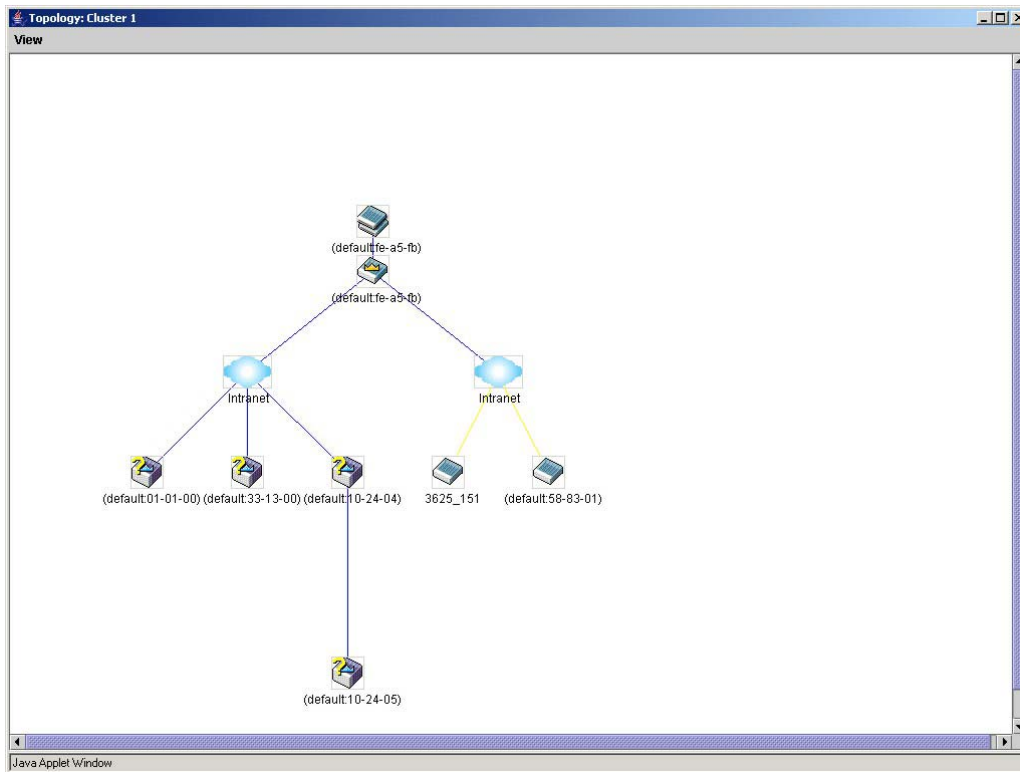 Topology: Cluster 1
View
(default:fe-a5-fb)
(default:fe-a5-fb)
Intranet Intranet
(default:01-01-00) (default:33-13-00) (default:10-24-04) 3625_151 (default:58-83-01)
(default:10-24-05)
Java Applet Window